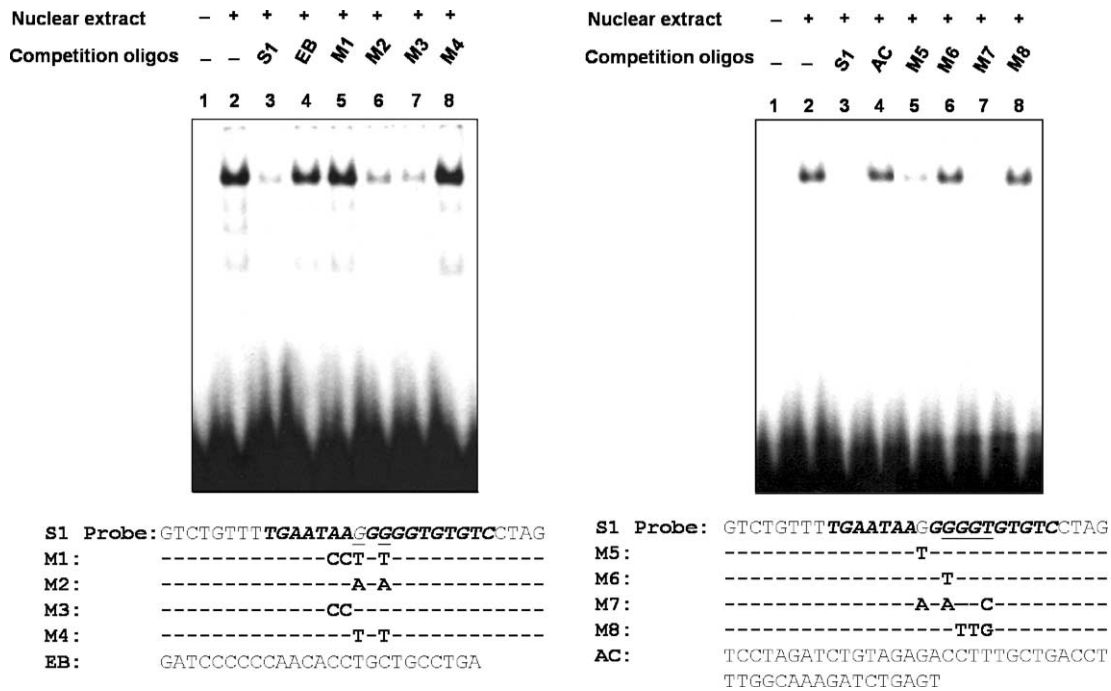 Nuclear extract – + + + + + + +
Competition oligos – – S1 EB M1 M2 M3 M4
1 2 3 4 5 6 7 8
S1 Probe: GTCTGTTTTGAATAAGGGGGTGTGTCCTAG
M1: -------------CCT-T------------
M2: ---------------A-A------------
M3: -------------CC---------------
M4: ---------------T-T------------
EB: GATCCCCCCAACACCTGCTGCCTGA
Nuclear extract – + + + + + + +
Competition oligos – – S1 AC M5 M6 M7 M8
1 2 3 4 5 6 7 8
S1 Probe: GTCTGTTTTGAATAAGGGGGTGTGTCCTAG
M5: ---------------T--------------
M6: -----------------T------------
M7: ---------------A-A--C---------
M8: ------------------TTG---------
AC: TCCTAGATCTGTAGAGACCTTTGCTGACCT
TTGGCAAAGATCTGAGT